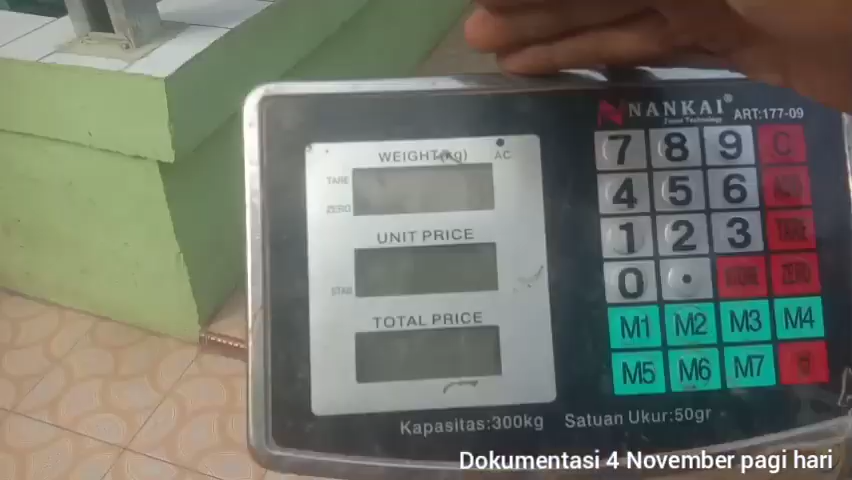 NANKAI®
ART:177-09
WEIGHT(kg)
AC
TARE
ZERO
UNIT PRICE
STAB
TOTAL PRICE
7 8 9 C
4 5 6
1 2 3 TARE
0 . ZERO
M1 M2 M3 M4
M5 M6 M7
Kapasitas:300kg Satuan Ukur:50gr
Dokumentasi 4 November pagi hari